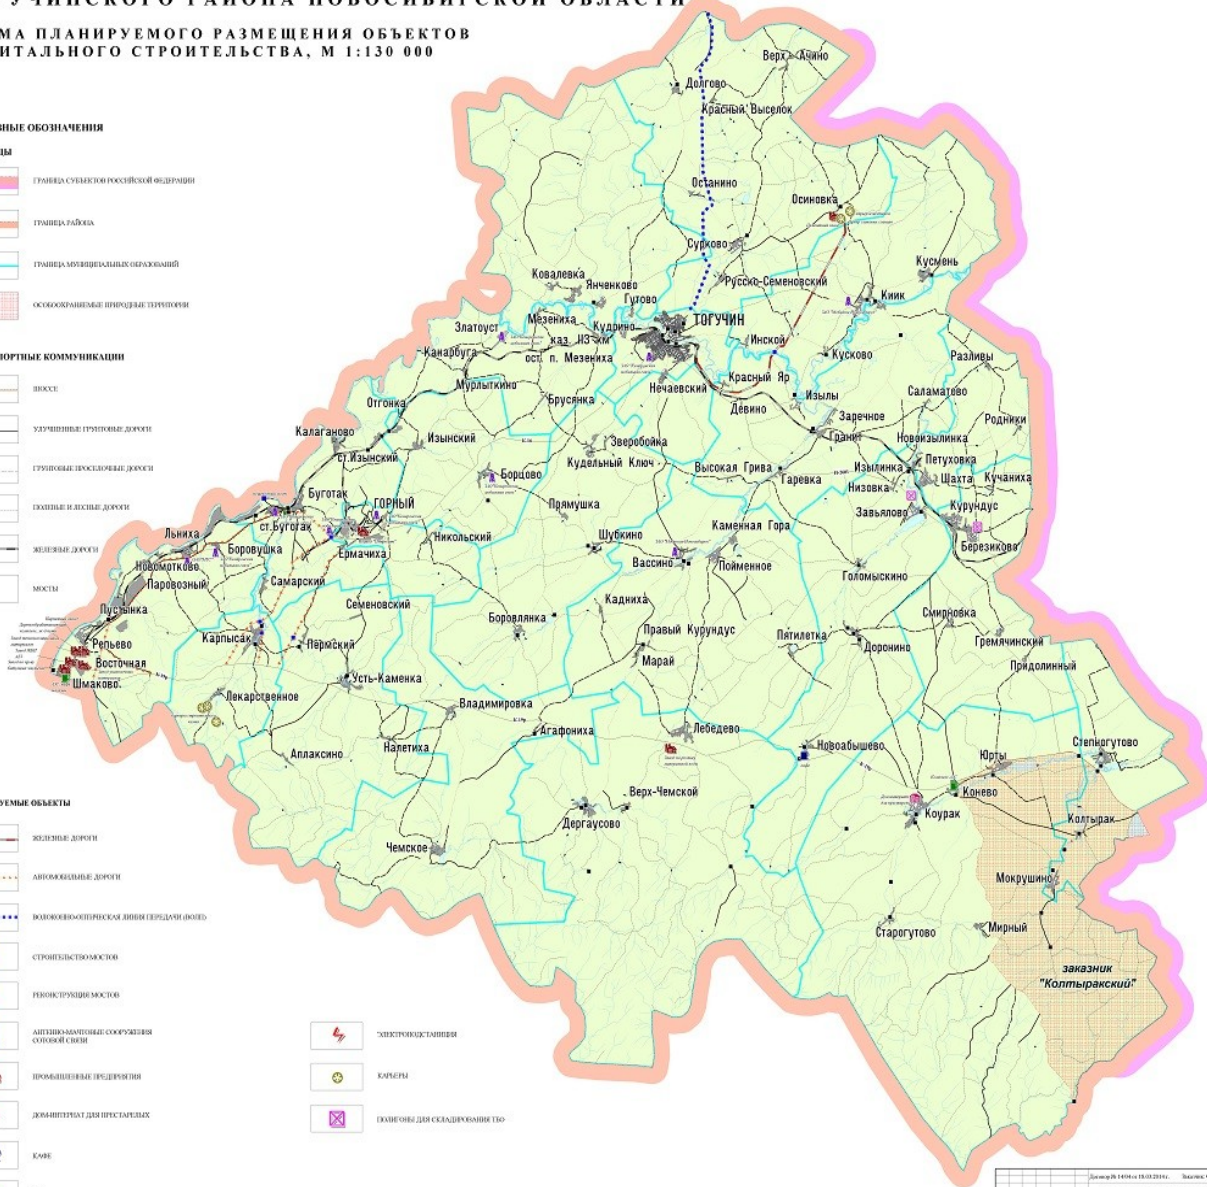 УЧИНСКОГО РАЙОНА НОВОСИБИРСКОЙ ОБЛАСТИ
МА ПЛАНИРУЕМОГО РАЗМЕЩЕНИЯ ОБЪЕКТОВ
ИТАЛЬНОГО СТРОИТЕЛЬСТВА, М 1:130 000
ВНЫЕ ОБОЗНАЧЕНИЯ
ЦЫ
ГРАНИЦА СУБЪЕКТОВ РОССИЙСКОЙ ФЕДЕРАЦИИ
ГРАНИЦА РАЙОНА
ГРАНИЦА МУНИЦИПАЛЬНЫХ ОБРАЗОВАНИЙ
ОСОБООХРАНЯЕМЫЕ ПРИРОДНЫЕ ТЕРРИТОРИИ
ПОРТНЫЕ КОММУНИКАЦИИ
ШОССЕ
УЛУЧШЕННЫЕ ГРУНТОВЫЕ ДОРОГИ
ГРУНТОВЫЕ ПРОСЕЛОЧНЫЕ ДОРОГИ
ПОЛЕВЫЕ И ЛЕСНЫЕ ДОРОГИ
ЖЕЛЕЗНЫЕ ДОРОГИ
МОСТЫ
УЕМЫЕ ОБЪЕКТЫ
ЖЕЛЕЗНЫЕ ДОРОГИ
АВТОМОБИЛЬНЫЕ ДОРОГИ
ВОЛОКОННО-ОПТИЧЕСКАЯ ЛИНИЯ ПЕРЕДАЧИ (ВОЛП)
СТРОИТЕЛЬСТВО МОСТОВ
РЕКОНСТРУКЦИЯ МОСТОВ
АНТЕННО-МАЧТОВЫЕ СООРУЖЕНИЯ
СОТОВОЙ СВЯЗИ
ПРОМЫШЛЕННЫЕ ПРЕДПРИЯТИЯ
ДОМ-ИНТЕРНАТ ДЛЯ ПРЕСТАРЕЛЫХ
КАФЕ
ЭЛЕКТРОПОДСТАНЦИЯ
КАРЬЕРЫ
ПОЛИГОНЫ ДЛЯ СКЛАДИРОВАНИЯ ТБО
Верх - Ачино
Долгово
Красный Выселок
Останино
Осиновка
Сурково
Кусмень
Русско-Семеновский
Ковалевка
Янченково
Киик
Гутово
Мезениха
Кудрино
ТОГУЧИН
Златоуст
каз. 113 км
Инской
Канарбуга
ост. п. Мезениха
Кусково
Разливы
Мурлыткино
Нечаевский
Красный Яр
Саламатово
Отгонка
Брусянка
Изылы
Девино
Заречное
Родники
Калаганово
Изынский
Зверобойка
Гранит
Новоизылинка
ст.Изынский
Кудельный Ключ
Петуховка
Борцово
Высокая Грива
Гаревка
Изылинка
Шахта
Кучаниха
Низовка
Буготак
ГОРНЫЙ
Прямушка
Завьялово
Курундус
ст.Буготак
Каменная Гора
Льниха
Никольский
Шубкино
Березиково
Боровушка
Ермачиха
Вассино
Пойменное
Новомотково
Голомыскино
Паровозный
Самарский
Семеновский
Кадниха
Пустынка
Боровлянка
Смирновка
Карпысак
Правый Курундус
Пятилетка
Гремячинский
Репьево
Пермский
Доронино
Восточная
Марай
Придолинный
Шмаково
Усть-Каменка
Лекарственное
Владимировка
Агафониха
Лебедево
Новоабышево
Степногутово
Аплаксино
Налетиха
Юрты
Верх-Чемской
Конево
Дергаусово
Коурак
Колтырак
Чемское
Мокрушино
Старогутово
Мирный
заказник
"Колтыракский"